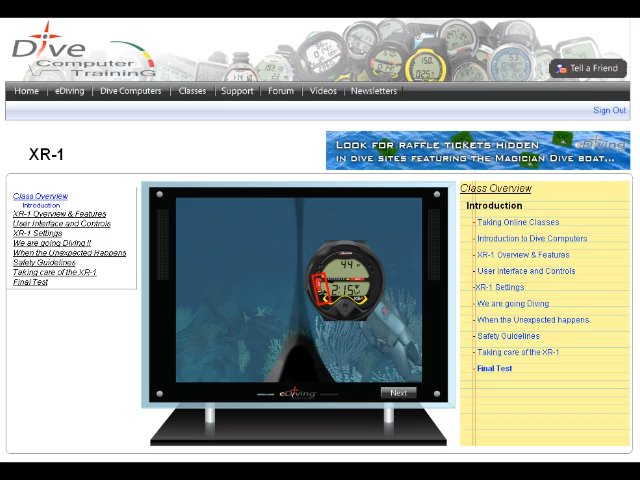 Dive
Computer
Training
Tell a Friend
Home
eDiving
Dive Computers
Classes
Support
Forum
Videos
Newsletters
Sign Out
XR-1
Look for raffle tickets hidden
in dive sites featuring the Magician Dive boat...
eDiving
Class Overview
Introduction
XR-1 Overview & Features
User Interface and Controls
XR-1 Settings
We are going Diving !!
When the Unexpected Happens
Safety Guidelines
Taking care of the XR-1
Final Test
44
2:15
eDiving
Next
Class Overview
Introduction
- Taking Online Classes
- Introduction to Dive Computers
- XR-1 Overview & Features
- User Interface and Controls
-XR-1 Settings
- We are going Diving
- When the Unexpected happens
- Safety Guidelines
- Taking care of the XR-1
- Final Test